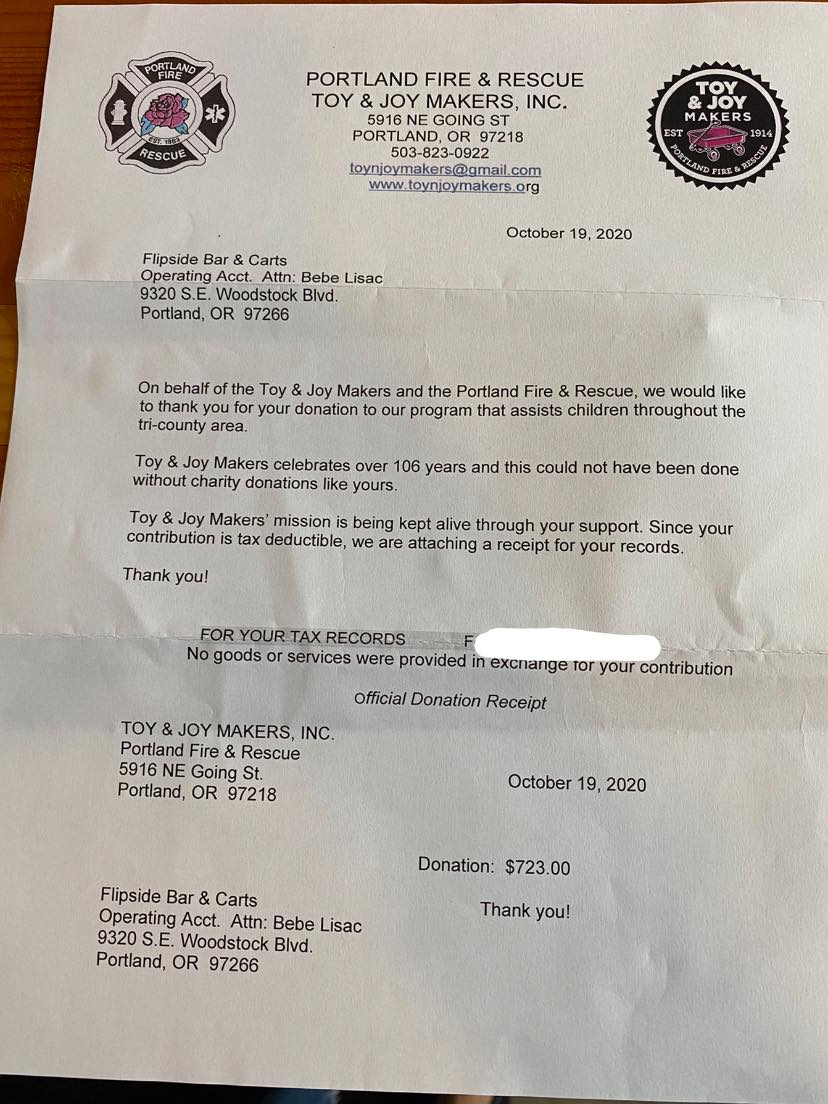 PORTLAND FIRE
EST. 1883
RESCUE
PORTLAND FIRE & RESCUE
TOY & JOY MAKERS, INC.
5916 NE GOING ST
PORTLAND, OR 97218
503-823-0922
toynjoymakers@gmail.com
www.toynjoymakers.org
TOY
& JOY
MAKERS
EST 1914
PORTLAND FIRE & RESCUE
October 19, 2020
Flipside Bar & Carts
Operating Acct. Attn: Bebe Lisac
9320 S.E. Woodstock Blvd.
Portland, OR 97266
On behalf of the Toy & Joy Makers and the Portland Fire & Rescue, we would like
to thank you for your donation to our program that assists children throughout the
tri-county area.
Toy & Joy Makers celebrates over 106 years and this could not have been done
without charity donations like yours.
Toy & Joy Makers' mission is being kept alive through your support. Since your
contribution is tax deductible, we are attaching a receipt for your records.
Thank you!
FOR YOUR TAX RECORDS F
No goods or services were provided in exchange for your contribution
Official Donation Receipt
TOY & JOY MAKERS, INC.
Portland Fire & Rescue
5916 NE Going St.
Portland, OR 97218
October 19, 2020
Donation: $723.00
Thank you!
Flipside Bar & Carts
Operating Acct. Attn: Bebe Lisac
9320 S.E. Woodstock Blvd.
Portland, OR 97266